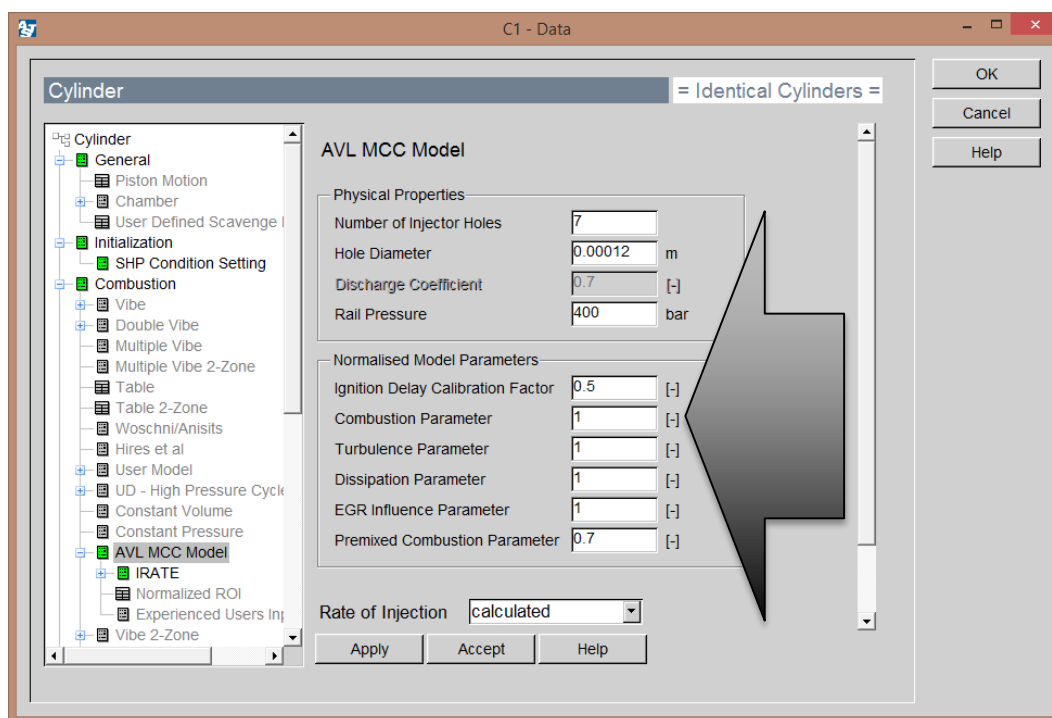 C1 - Data
Cylinder
= Identical Cylinders =
OK
Cancel
Help
Cylinder
General
Piston Motion
Chamber
User Defined Scavenge
Initialization
SHP Condition Setting
Combustion
Vibe
Double Vibe
Multiple Vibe
Multiple Vibe 2-Zone
Table
Table 2-Zone
Woschni/Anisits
Hires et al
User Model
UD - High Pressure Cycle
Constant Volume
Constant Pressure
AVL MCC Model
IRATE
Normalized ROI
Experienced Users Inp
Vibe 2-Zone
AVL MCC Model
Physical Properties
Number of Injector Holes 7
Hole Diameter 0.00012 m
Discharge Coefficient 0.7 [-]
Rail Pressure 400 bar
Normalised Model Parameters
Ignition Delay Calibration Factor 0.5 [-]
Combustion Parameter 1 [-]
Turbulence Parameter 1 [-]
Dissipation Parameter 1 [-]
EGR Influence Parameter 1 [-]
Premixed Combustion Parameter 0.7 [-]
Rate of Injection calculated
Apply Accept Help